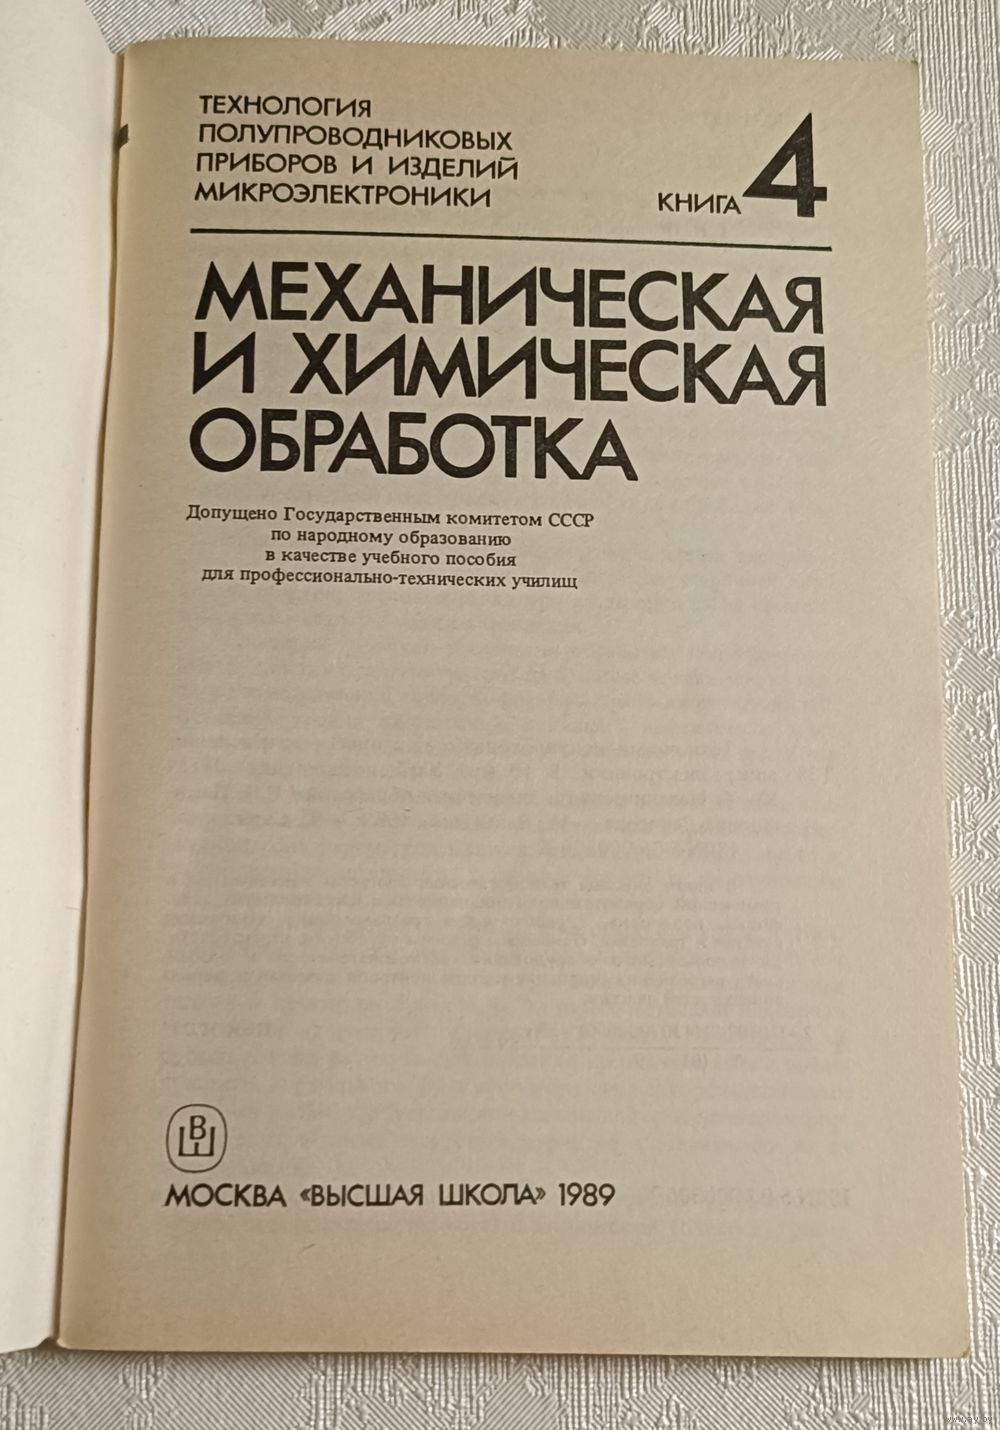 ТЕХНОЛОГИЯ
ПОЛУПРОВОДНИКОВЫХ
ПРИБОРОВ И ИЗДЕЛИЙ
МИКРОЭЛЕКТРОНИКИ
КНИГА 4
МЕХАНИЧЕСКАЯ
И ХИМИЧЕСКАЯ
ОБРАБОТКА
Допущено Государственным комитетом СССР
по народному образованию
в качестве учебного пособия
для профессионально-технических училищ
ВШ
МОСКВА «ВЫСШАЯ ШКОЛА» 1989